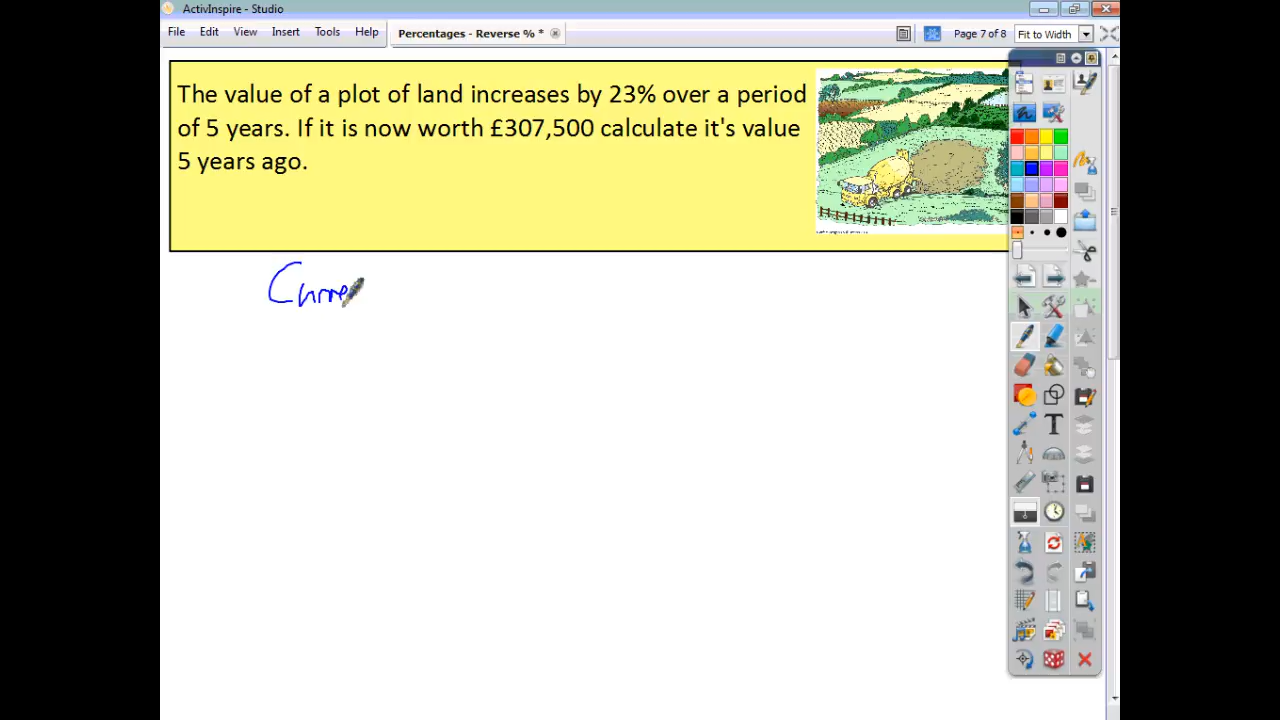 ActivInspire - Studio
File Edit View Insert Tools Help
Percentages - Reverse % *
Page 7 of 8
Fit to Width
The value of a plot of land increases by 23% over a period
of 5 years. If it is now worth £307,500 calculate it's value
5 years ago.
Curre